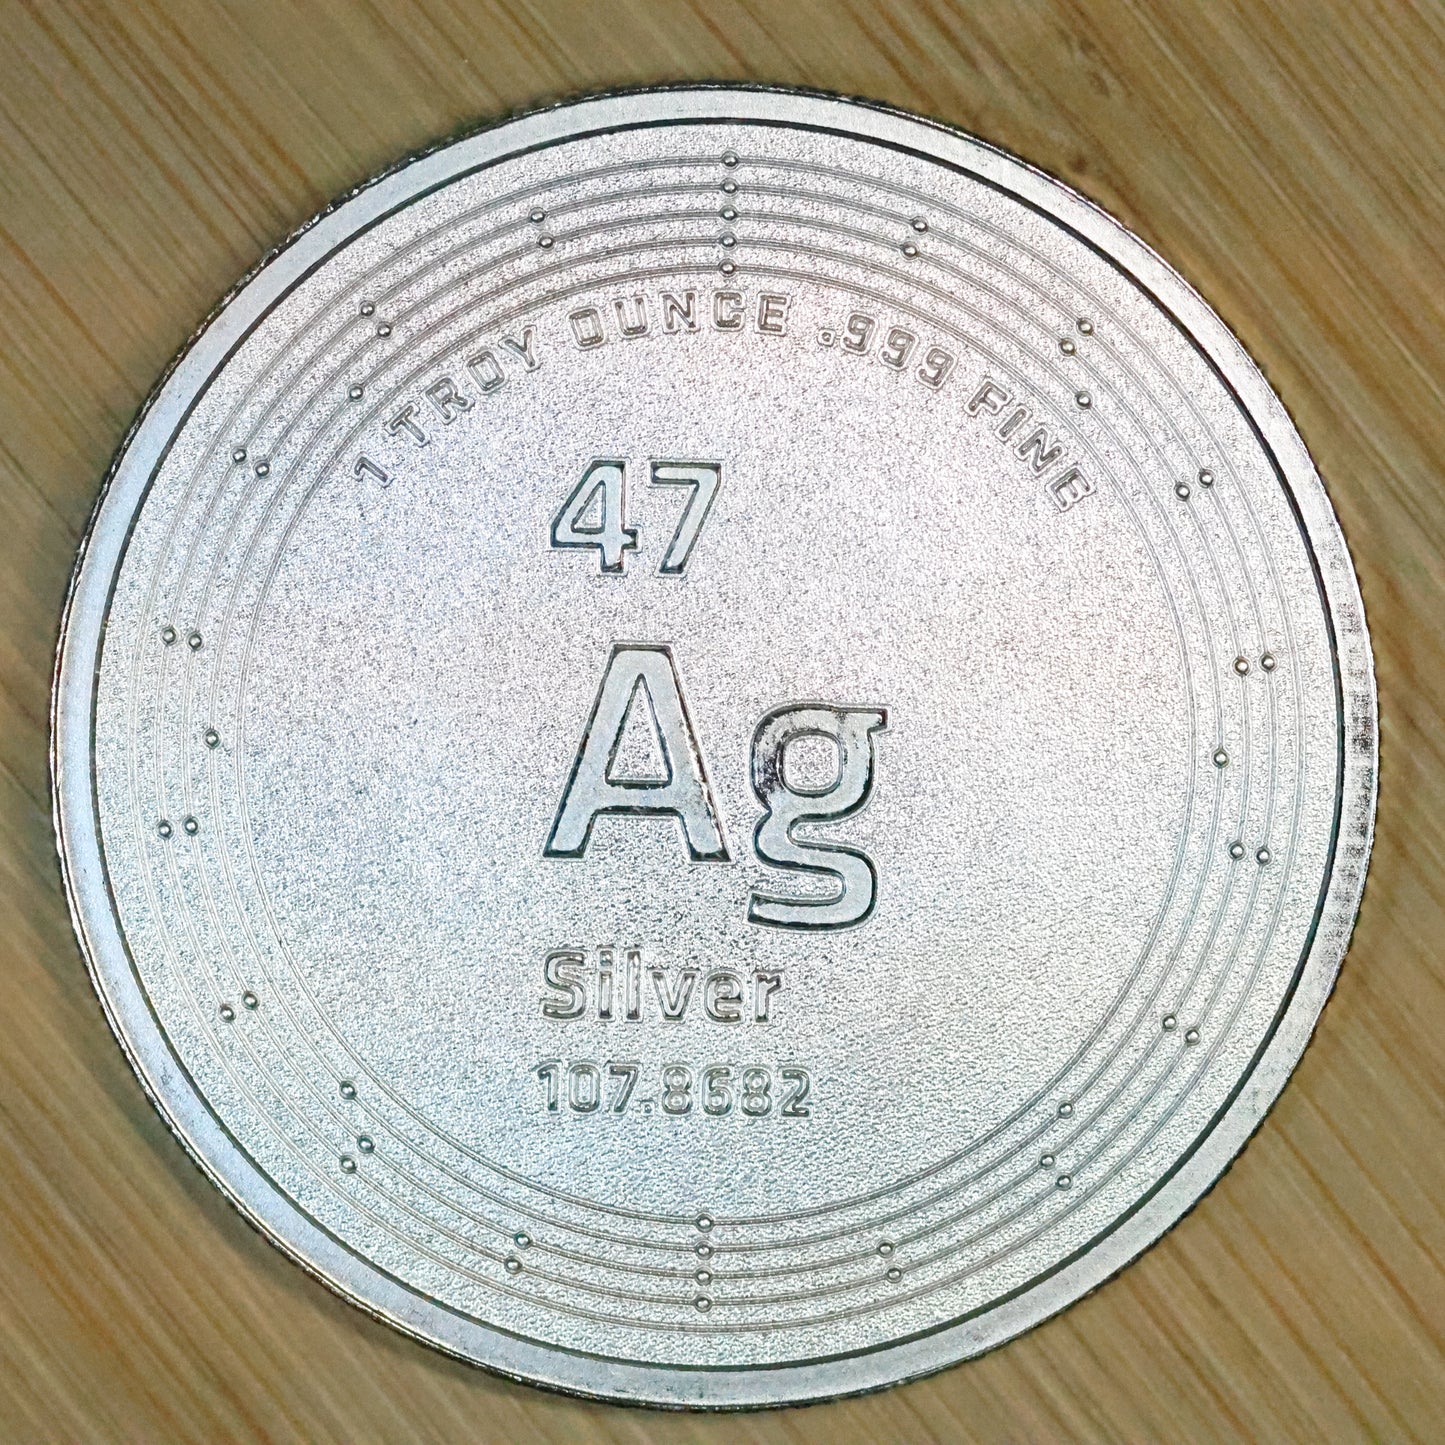 1 TROY OUNCE .999 FINE
47
Ag
Silver
107.8682